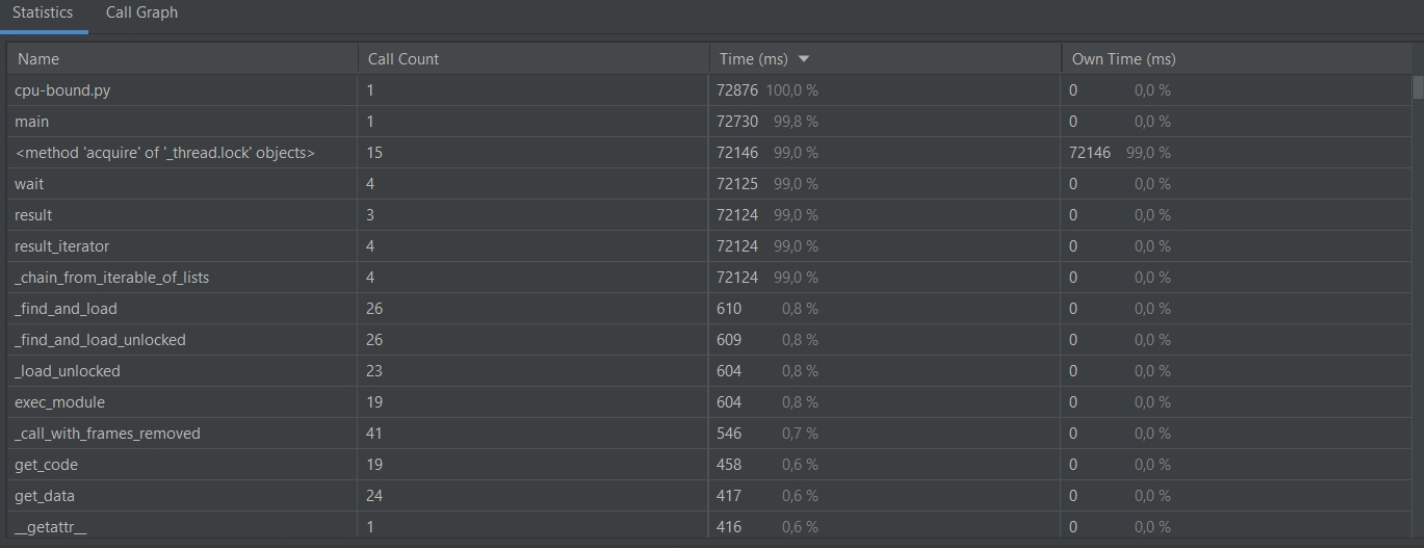 Statistics Call Graph
Name Call Count Time (ms) Own Time (ms)
cpu-bound.py 1 72876 100,0 % 0 0,0 %
main 1 72730 99,8 % 0 0,0 %
<method 'acquire' of '_thread.lock' objects> 15 72146 99,0 % 72146 99,0 %
wait 4 72125 99,0 % 0 0,0 %
result 3 72124 99,0 % 0 0,0 %
result_iterator 4 72124 99,0 % 0 0,0 %
_chain_from_iterable_of_lists 4 72124 99,0 % 0 0,0 %
_find_and_load 26 610 0,8 % 0 0,0 %
_find_and_load_unlocked 26 609 0,8 % 0 0,0 %
_load_unlocked 23 604 0,8 % 0 0,0 %
exec_module 19 604 0,8 % 0 0,0 %
_call_with_frames_removed 41 546 0,7 % 0 0,0 %
get_code 19 458 0,6 % 0 0,0 %
get_data 24 417 0,6 % 0 0,0 %
__getattr__ 1 416 0,6 % 0 0,0 %